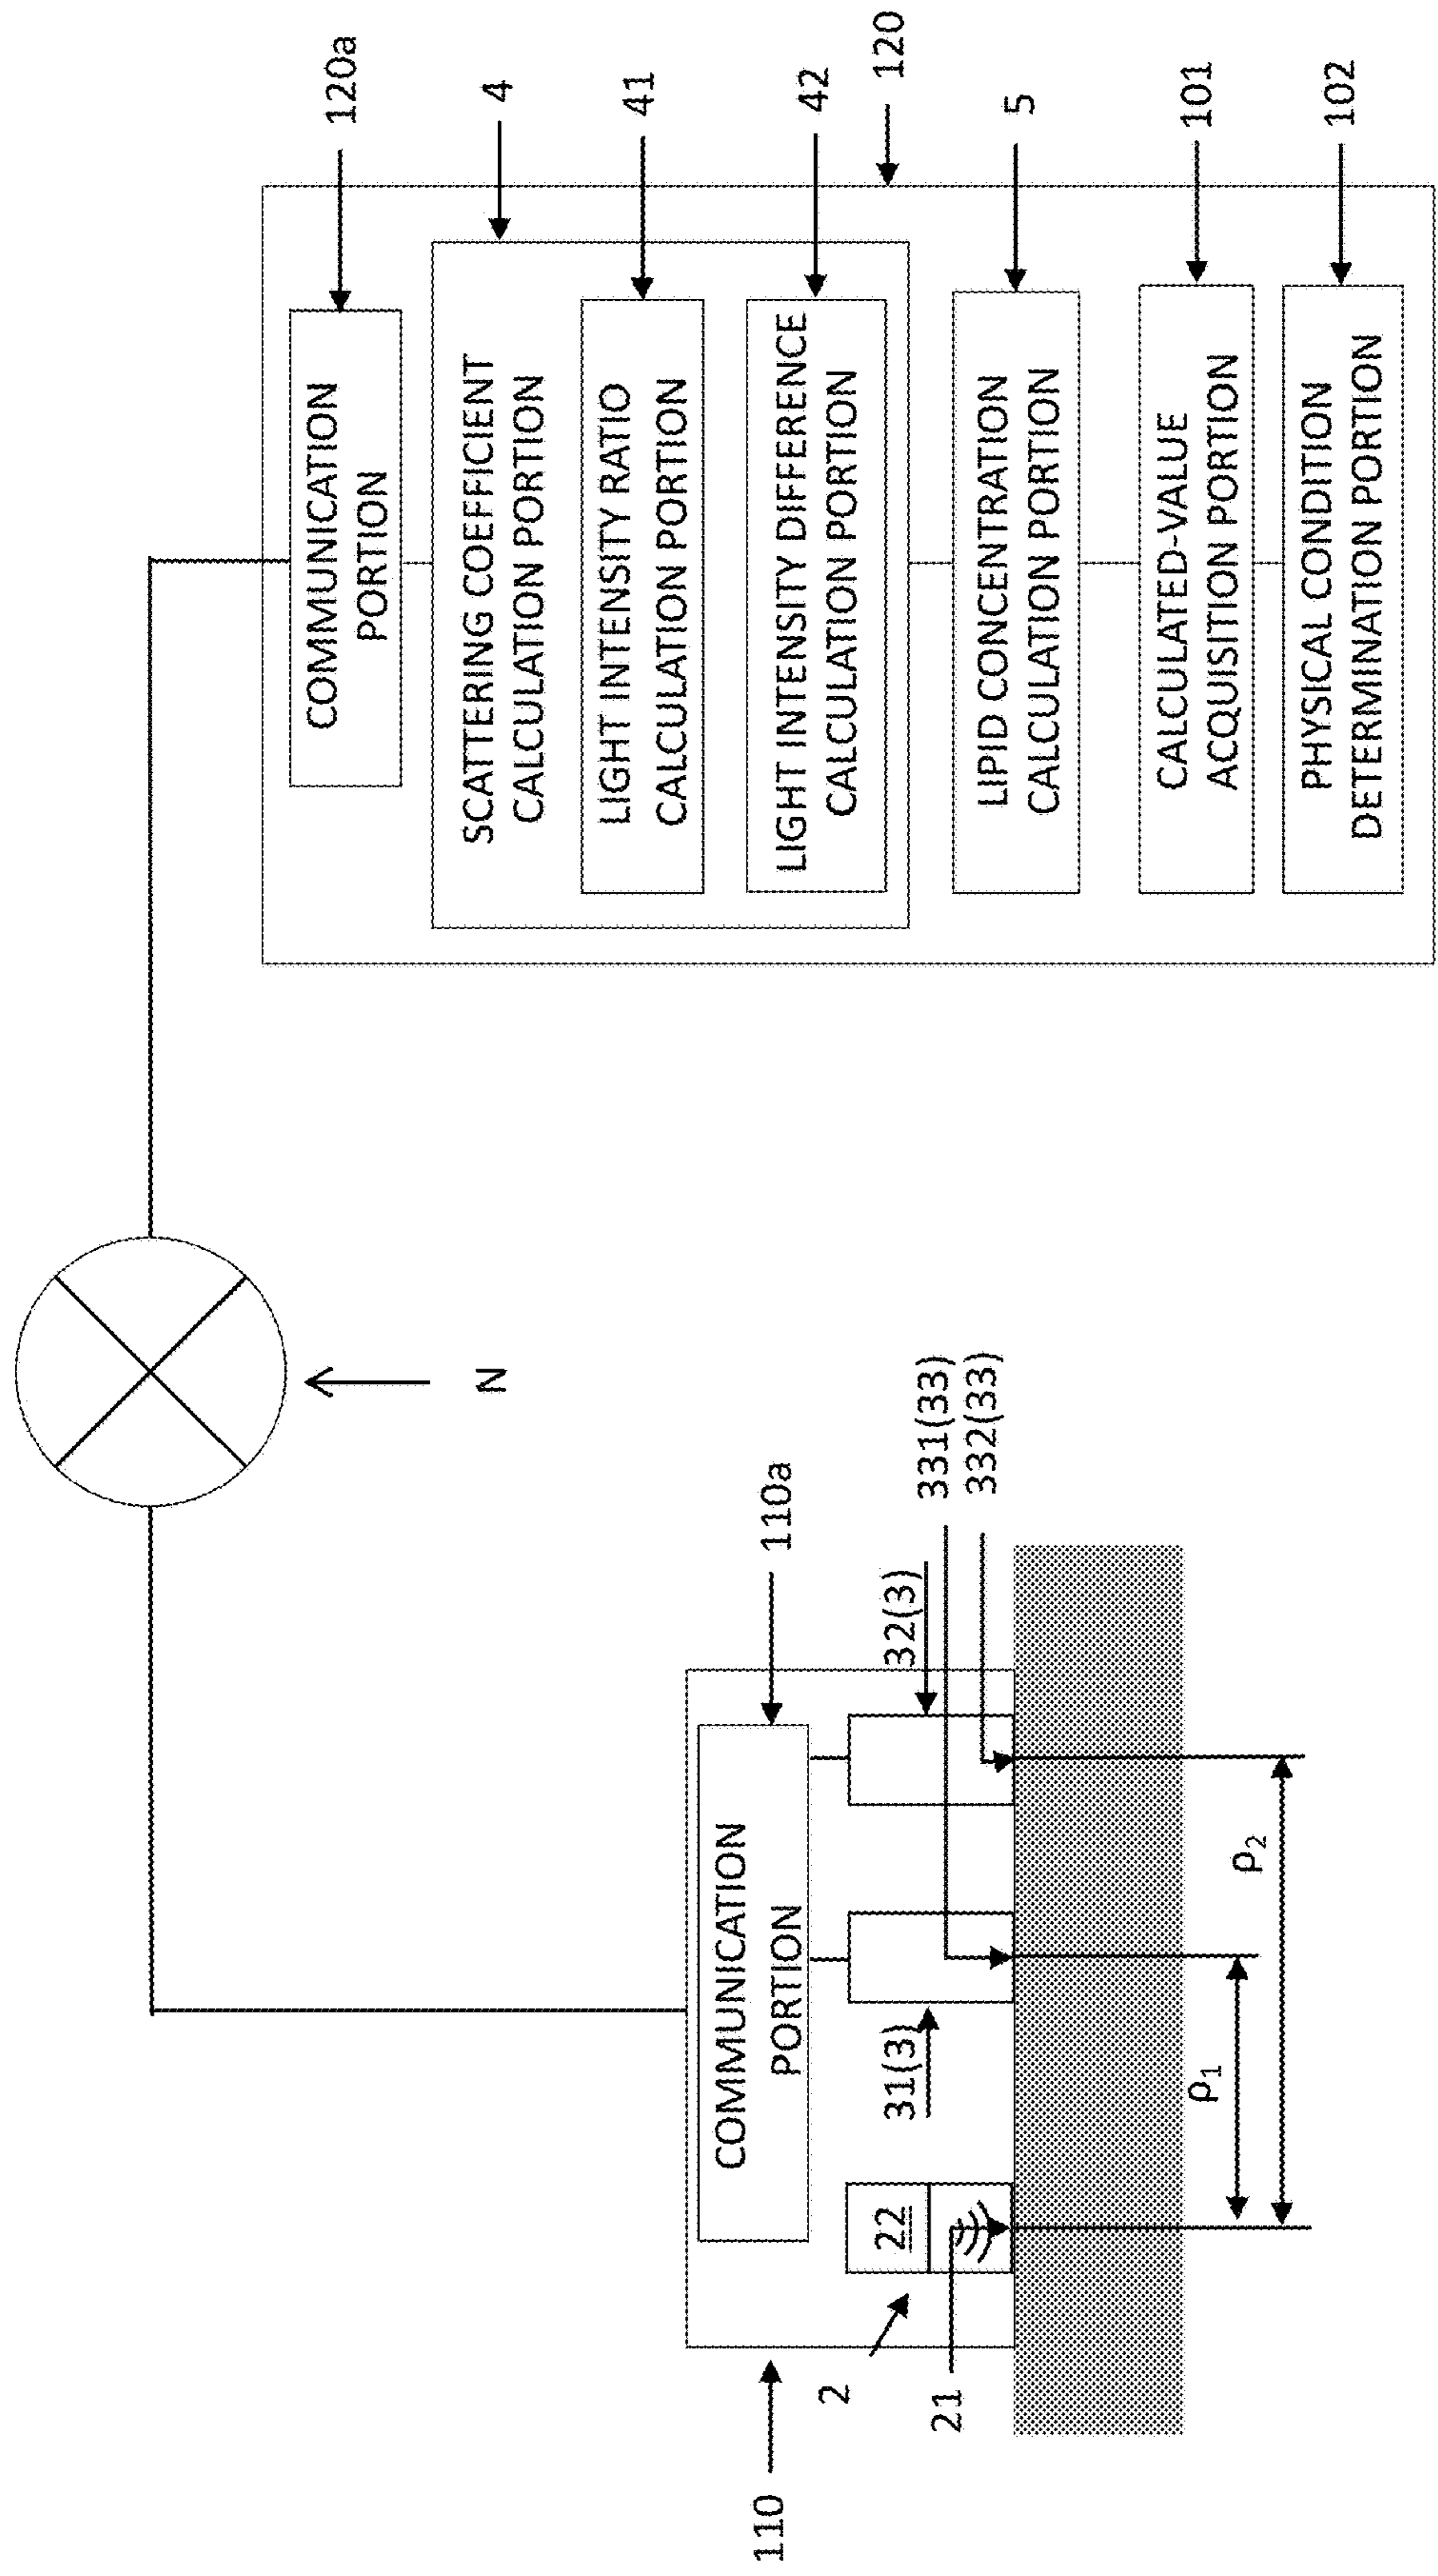 110
2
21
22
COMMUNICATION
PORTION
110a
31(3)
32(3)
331(33)
332(33)
ρ1
ρ2
N
COMMUNICATION
PORTION
120a
SCATTERING COEFFICIENT
CALCULATION PORTION
4
LIGHT INTENSITY RATIO
CALCULATION PORTION
41
LIGHT INTENSITY DIFFERENCE
CALCULATION PORTION
42
120
LIPID CONCENTRATION
CALCULATION PORTION
5
CALCULATED-VALUE
ACQUISITION PORTION
101
PHYSICAL CONDITION
DETERMINATION PORTION
102